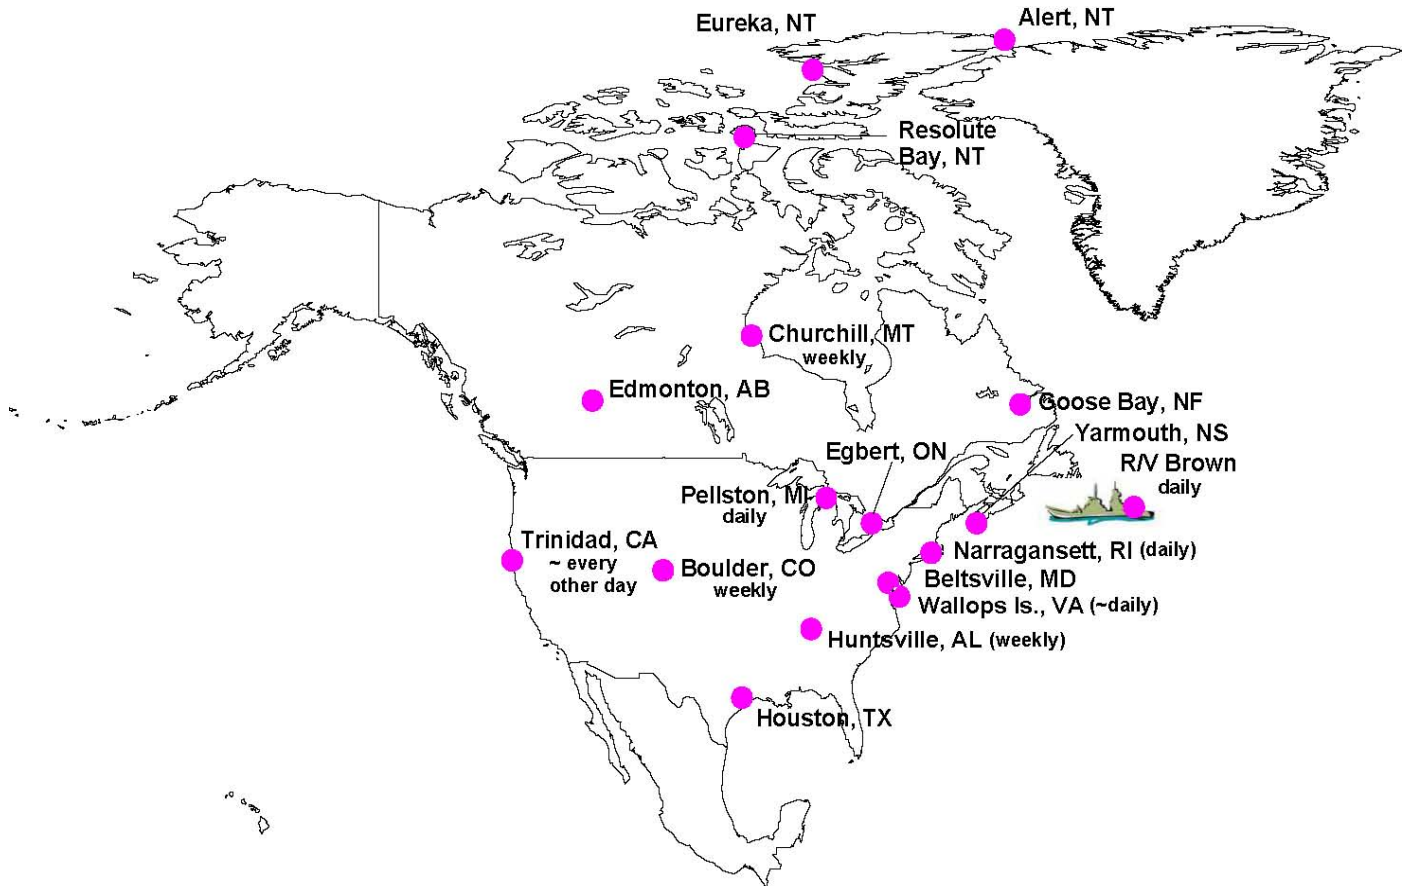 Eureka, NT
Alert, NT
Resolute
Bay, NT
Churchill, MT
weekly
Edmonton, AB
Goose Bay, NF
Yarmouth, NS
Egbert, ON
R/V Brown
daily
Pellston, MI
daily
Trinidad, CA
~ every
other day
Boulder, CO
weekly
Narragansett, RI (daily)
Beltsville, MD
Wallops Is., VA (~daily)
Huntsville, AL (weekly)
Houston, TX